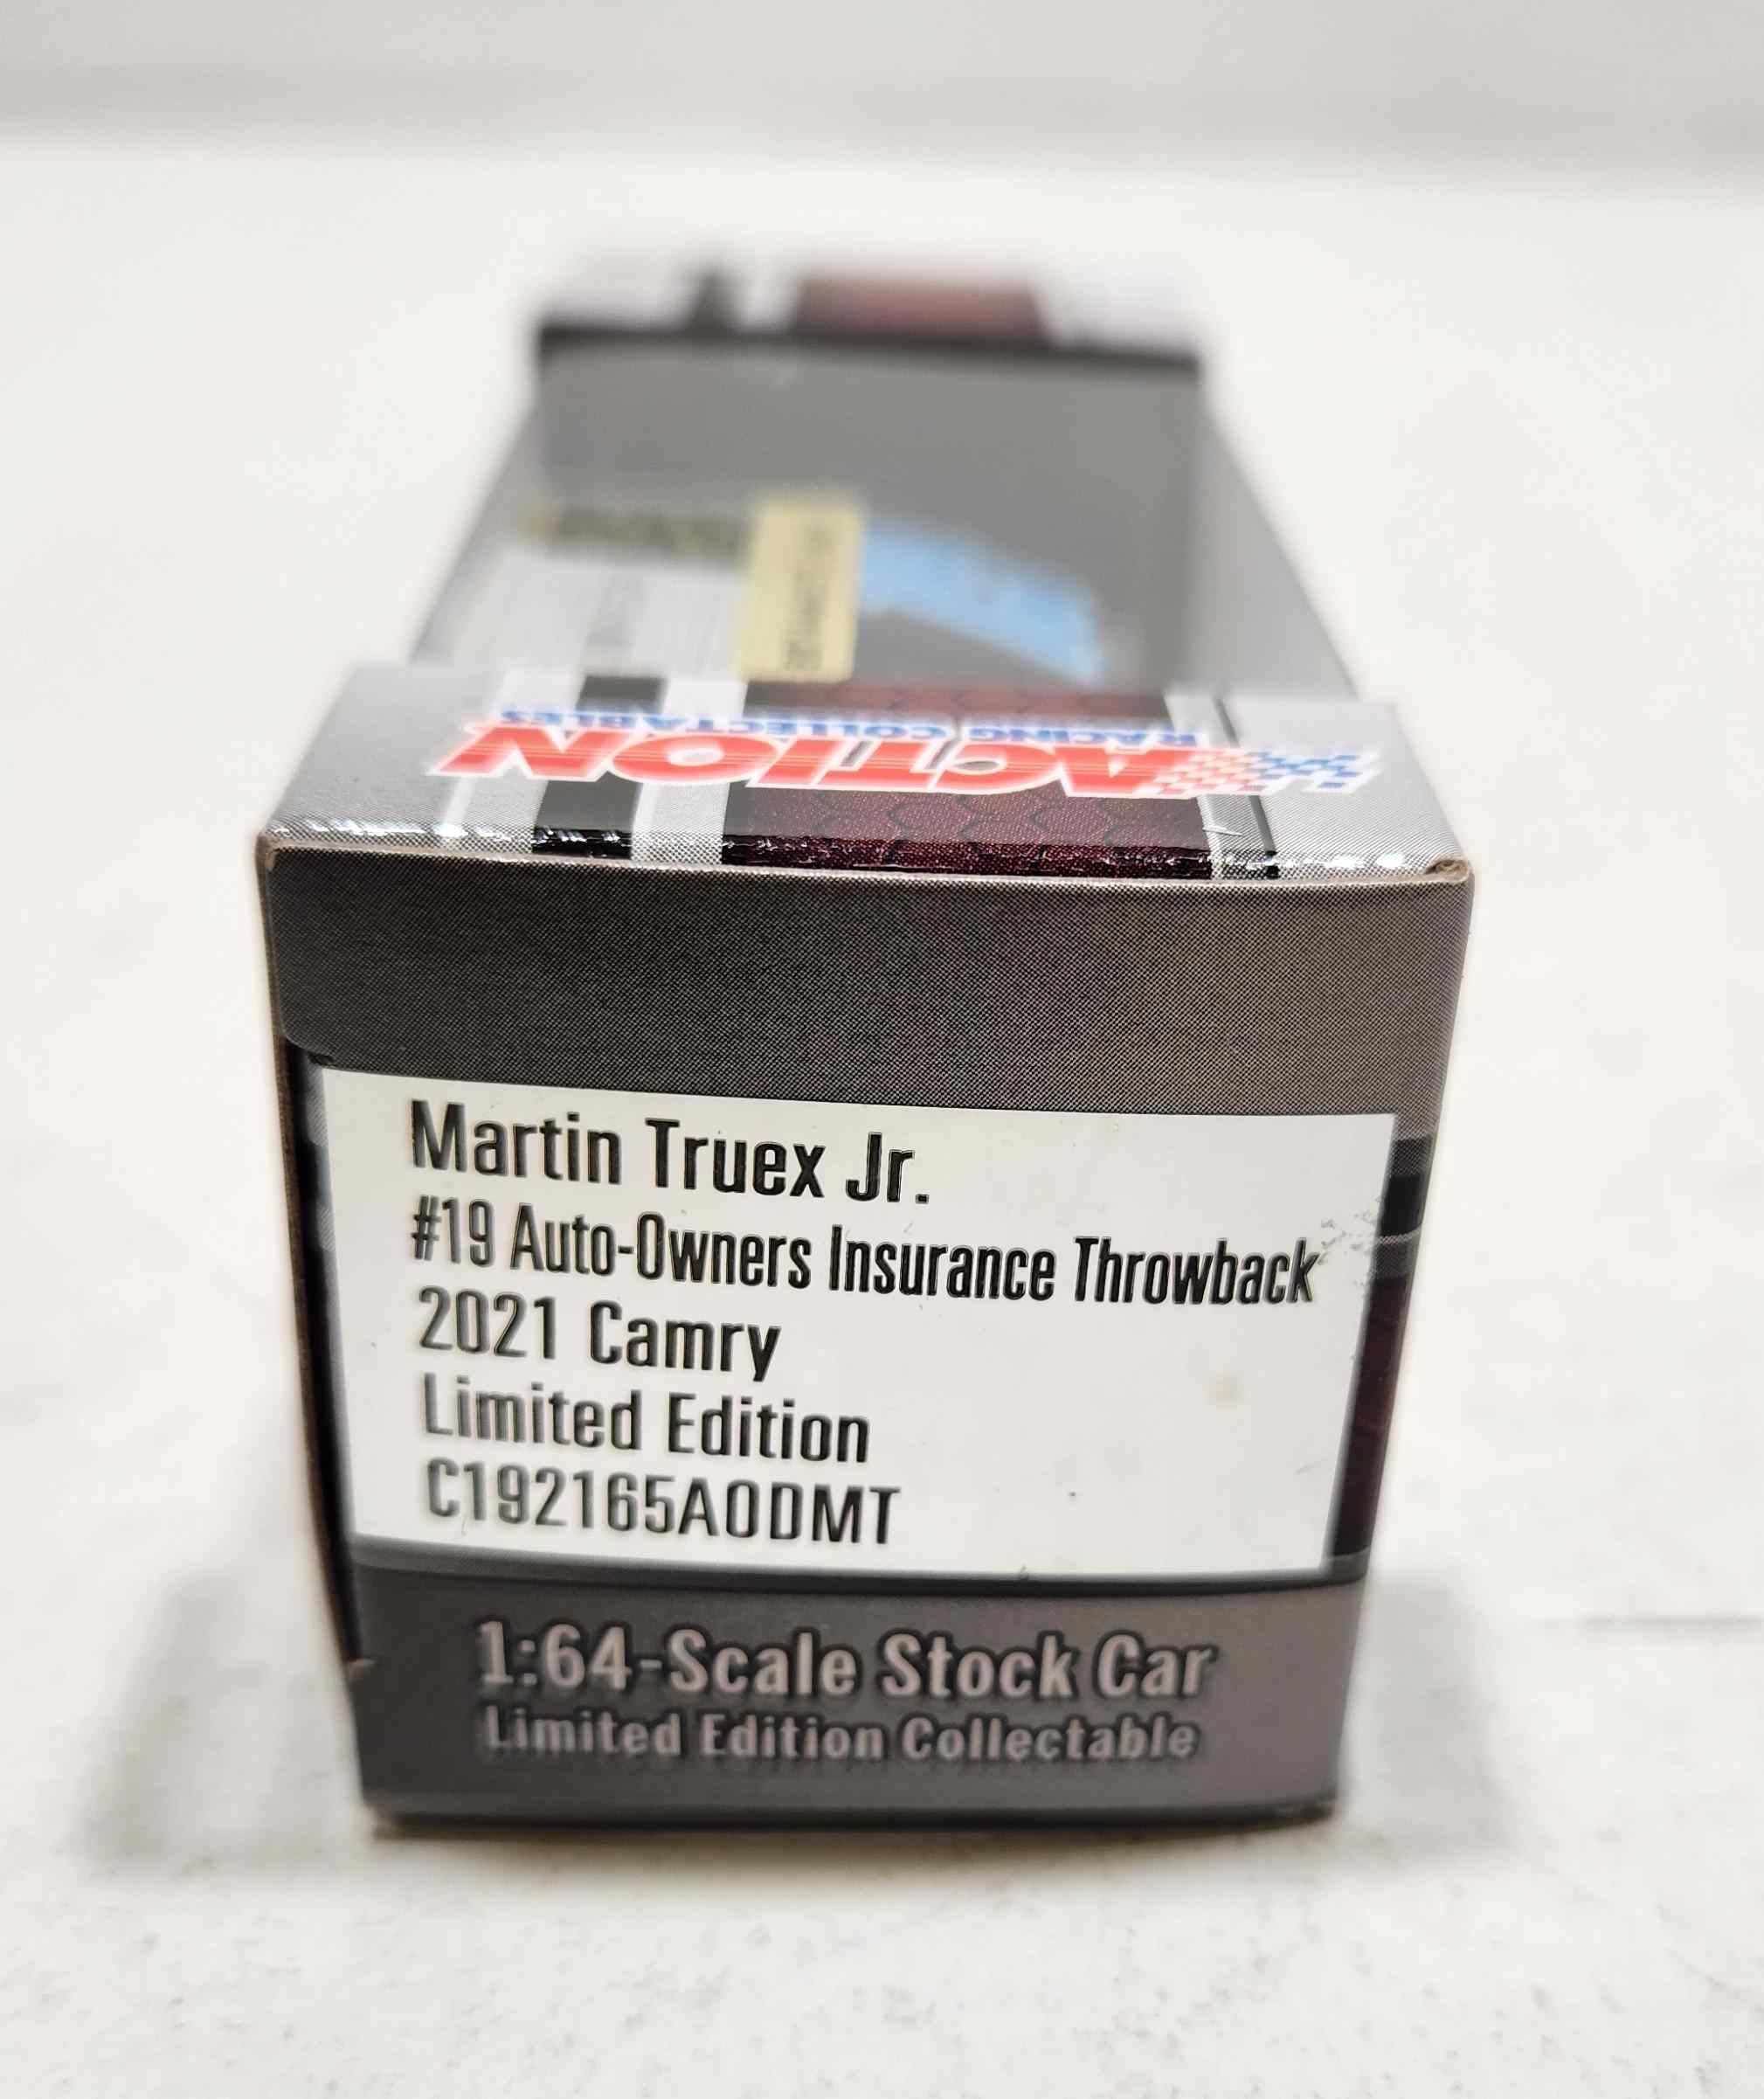 ACTION
RACING COLLECTABLES
Martin Truex Jr.
#19 Auto-Owners Insurance Throwback
2021 Camry
Limited Edition
C192165AODMT
1:64-Scale Stock Car
Limited Edition Collectable